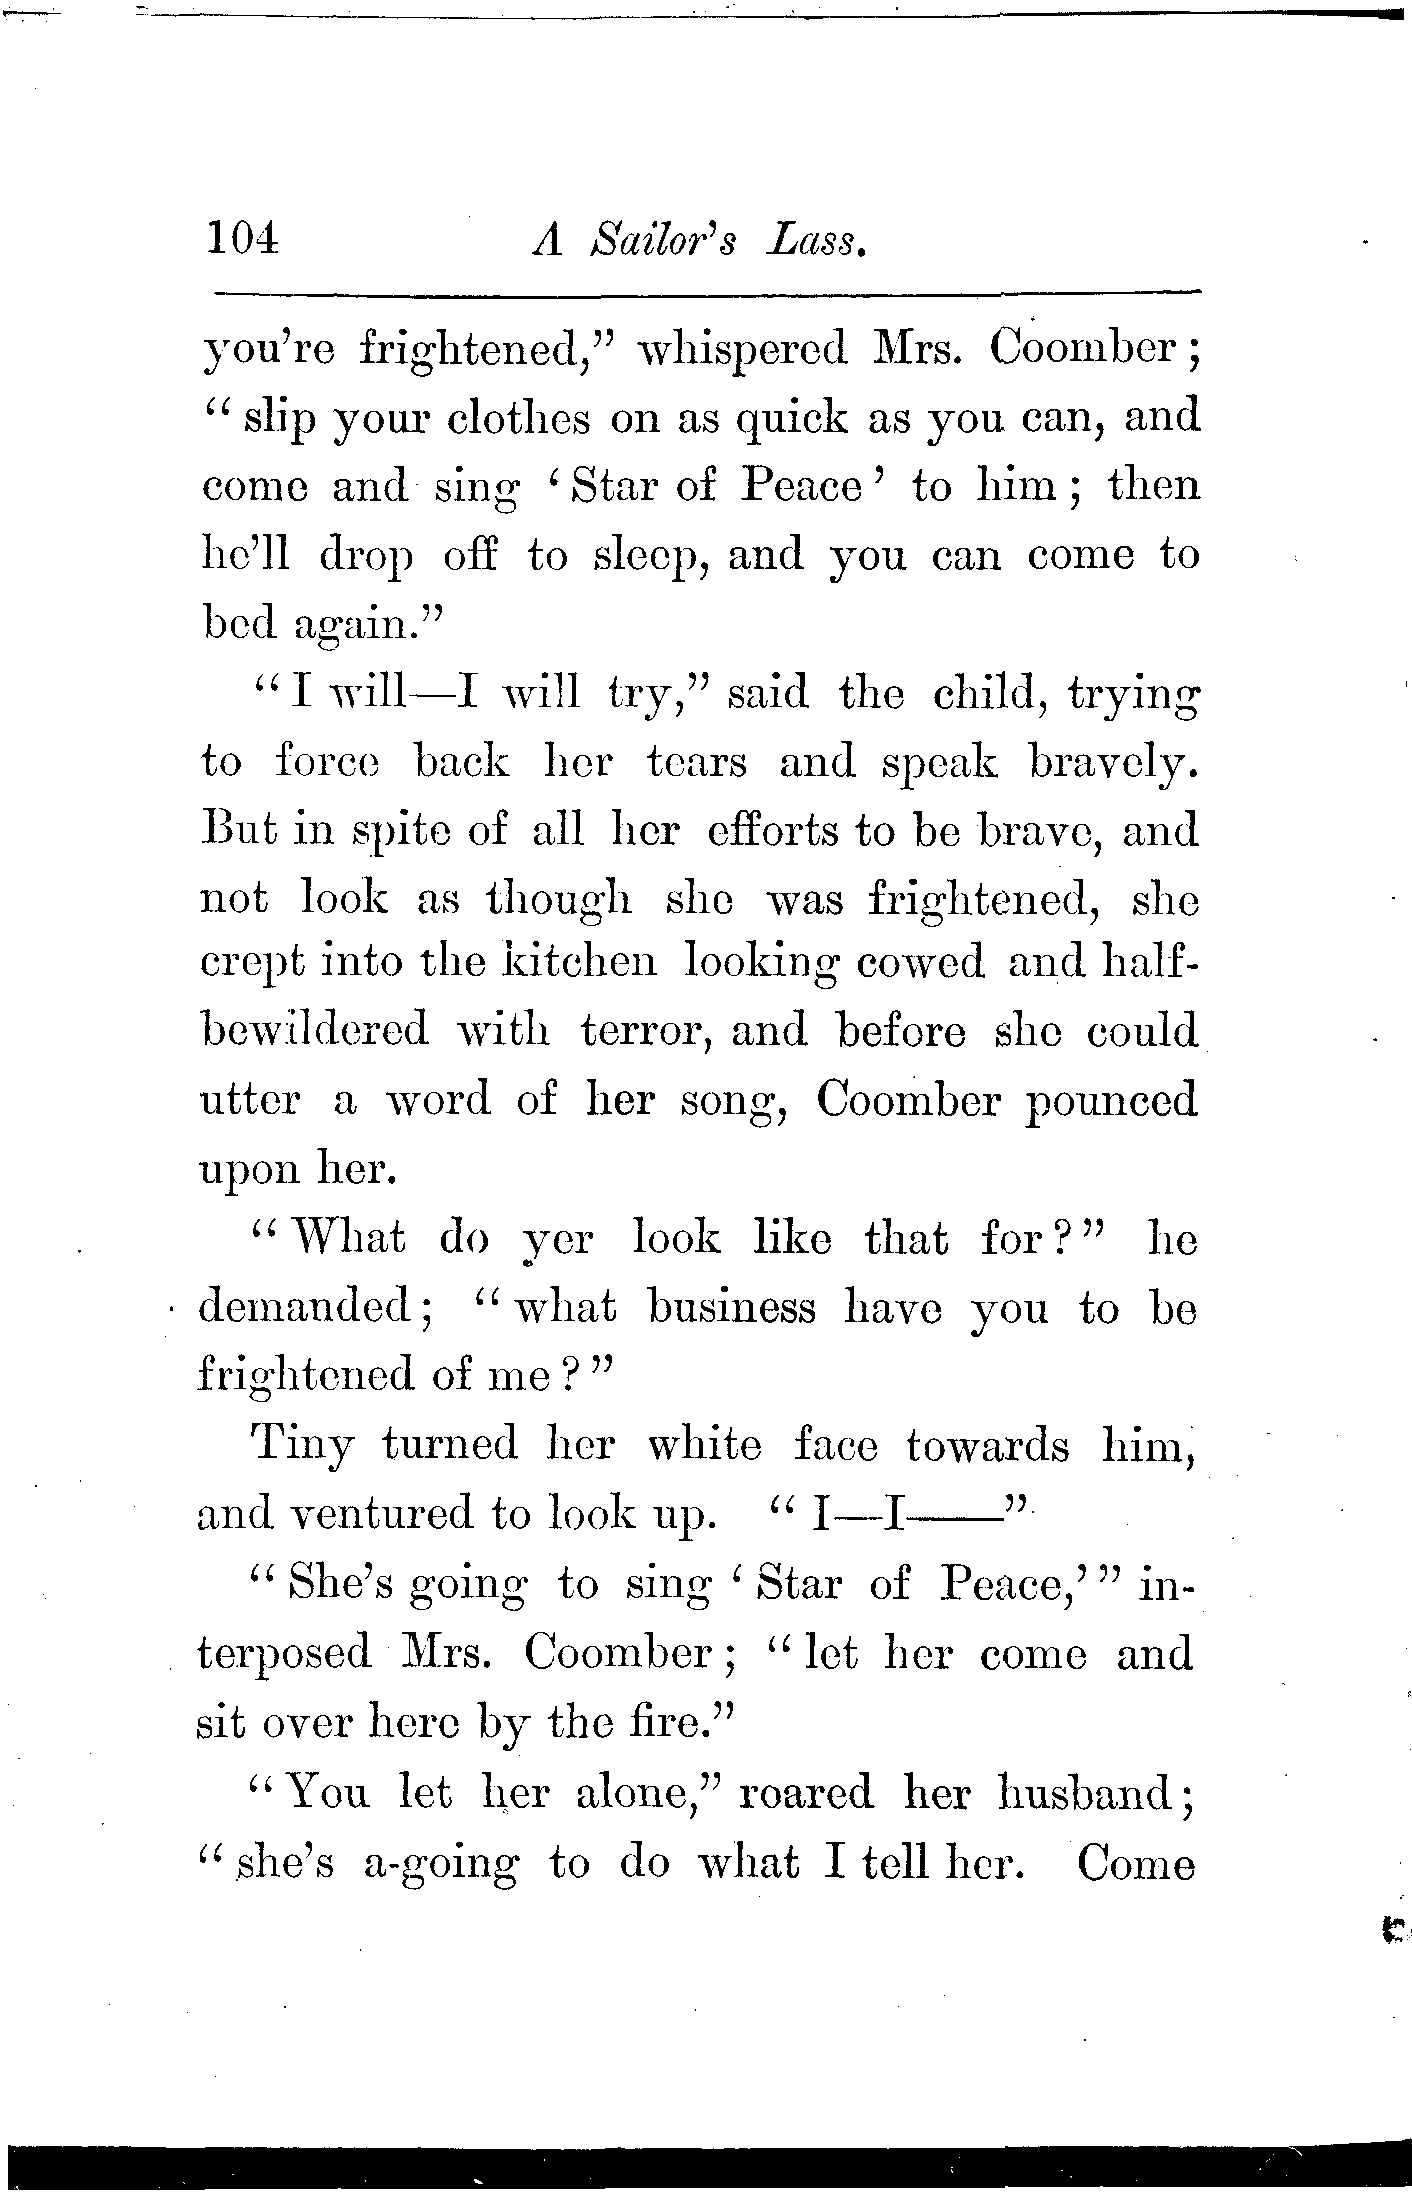 104 A Sailor's Lass.
you're frightened," whispered Mrs. Coomber;
"slip your clothes on as quick as you can, and
come and sing 'Star of Peace' to him; then
he'll drop off to sleep, and you can come to
bed again."
"I will—I will try," said the child, trying
to force back her tears and speak bravely.
But in spite of all her efforts to be brave, and
not look as though she was frightened, she
crept into the kitchen looking cowed and half-
bewildered with terror, and before she could
utter a word of her song, Coomber pounced
upon her.
"What do yer look like that for?" he
demanded; "what business have you to be
frightened of me?"
Tiny turned her white face towards him,
and ventured to look up. "I—I——"
"She's going to sing 'Star of Peace,'" in-
terposed Mrs. Coomber; "let her come and
sit over here by the fire."
"You let her alone," roared her husband;
"she's a-going to do what I tell her. Come